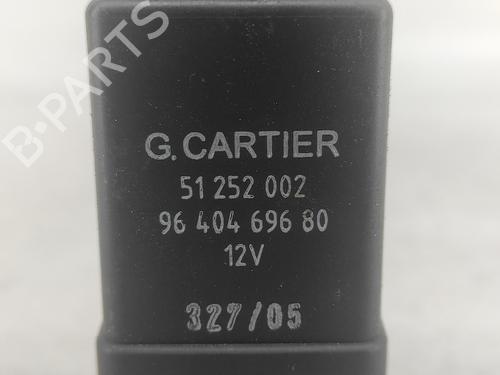 B-PARTS
G. CARTIER
51 252 002
96 404 696 80
12V
327/05